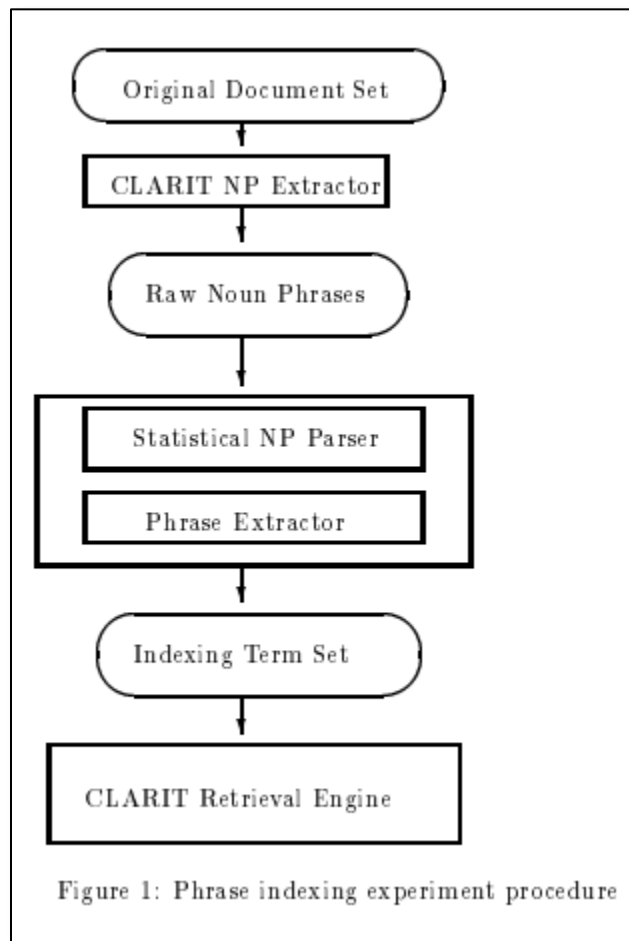 Original Document Set
CLARIT NP Extractor
Raw Noun Phrases
Statistical NP Parser
Phrase Extractor
Indexing Term Set
CLARIT Retrieval Engine
Figure 1: Phrase indexing experiment procedure